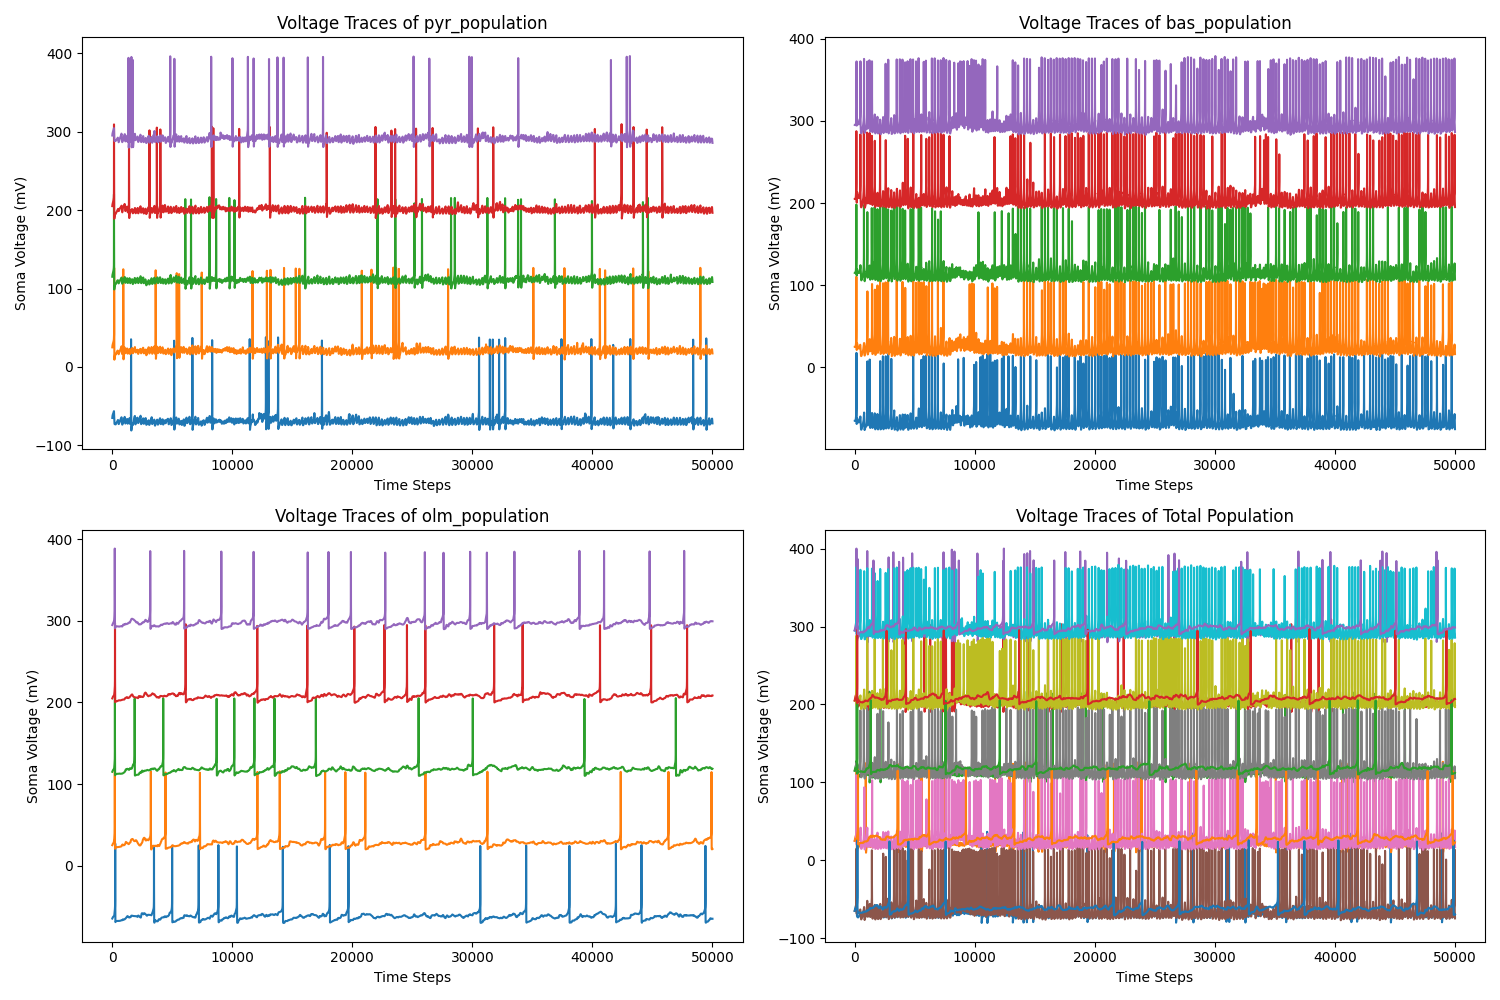 Voltage Traces of pyr_population
400
300
200
100
0
−100
Soma Voltage (mV)
0 10000 20000 30000 40000 50000
Time Steps
Voltage Traces of bas_population
400
300
200
100
0
Soma Voltage (mV)
0 10000 20000 30000 40000 50000
Time Steps
Voltage Traces of olm_population
400
300
200
100
0
Soma Voltage (mV)
0 10000 20000 30000 40000 50000
Time Steps
Voltage Traces of Total Population
400
300
200
100
0
−100
Soma Voltage (mV)
0 10000 20000 30000 40000 50000
Time Steps